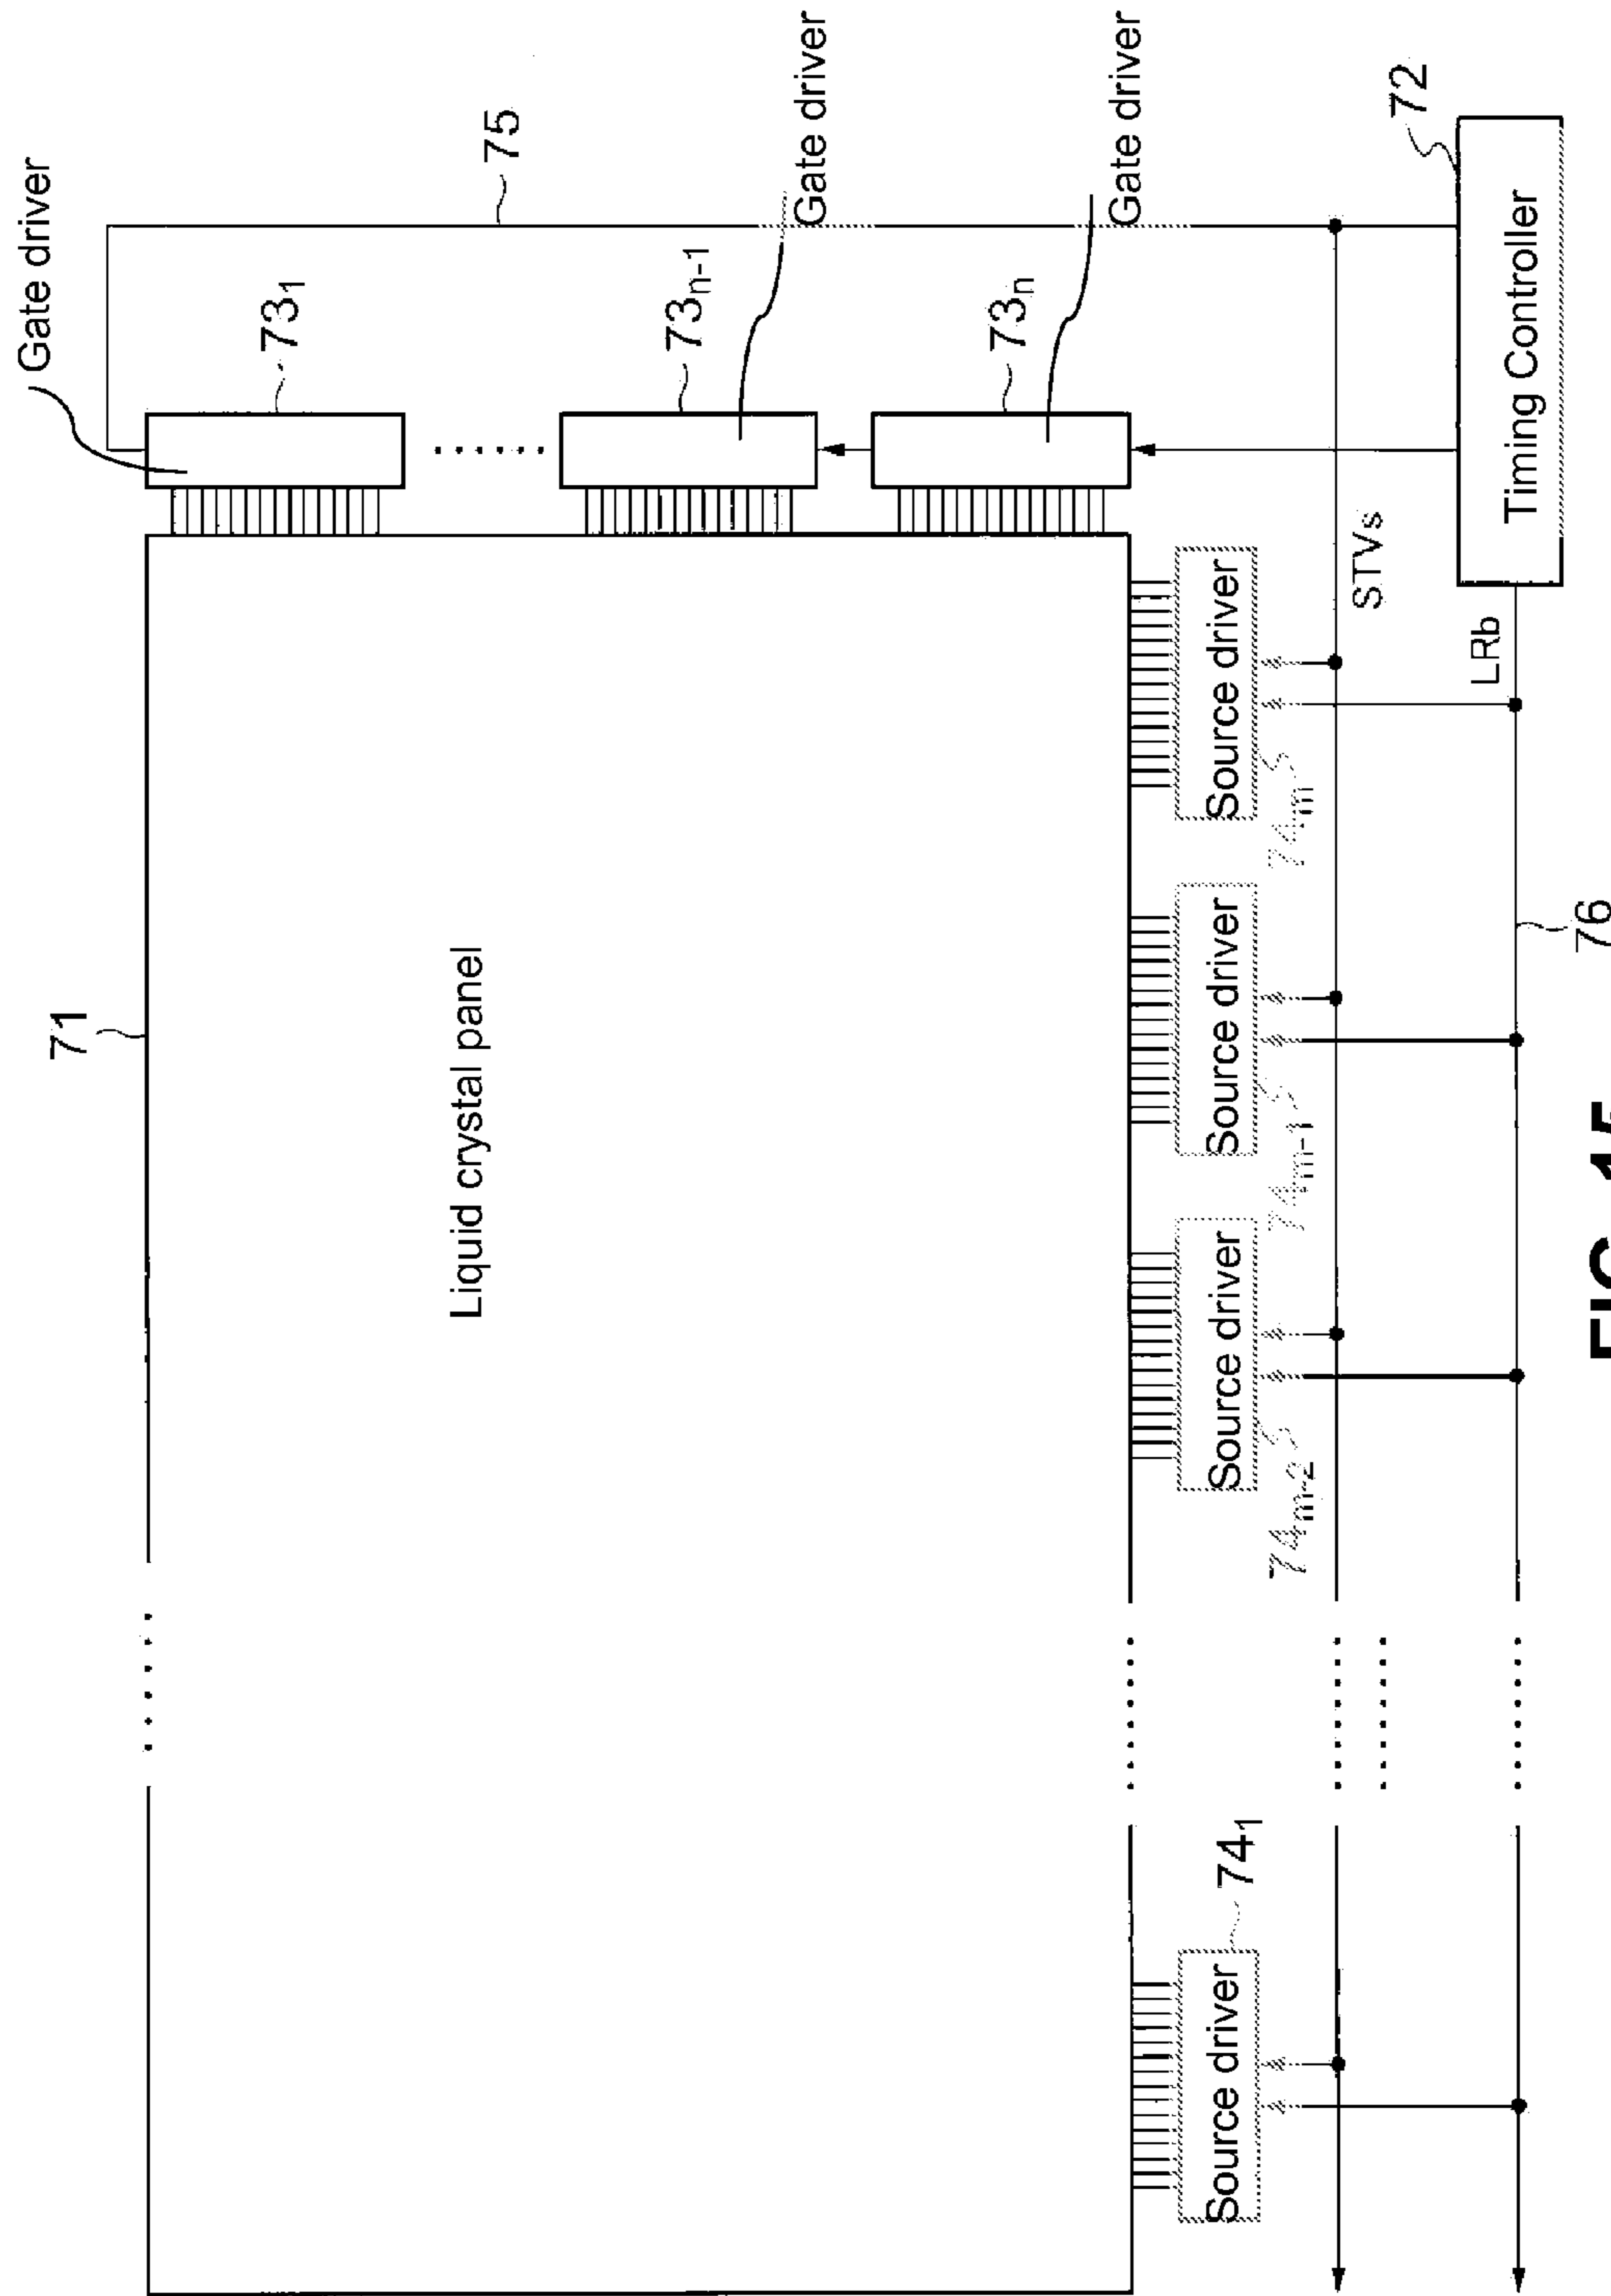 Gate driver
75
73₁
Gate driver
73ₙ₋₁
Gate driver
73ₙ
72
Timing Controller
71
Liquid crystal panel
STVs
LRb
Source driver
74ₘ
Source driver
74ₘ₋₁
Source driver
74ₘ₋₂
Source driver
74₁
76
FIG. 15